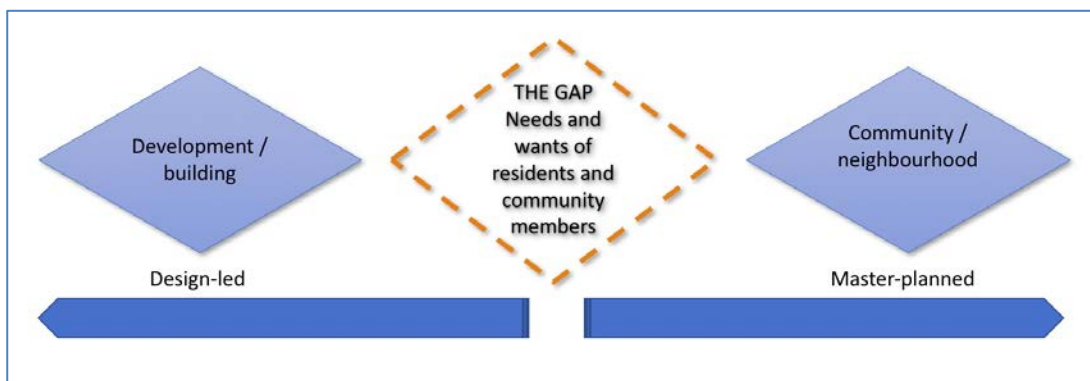 Development /
building
THE GAP
Needs and
wants of
residents and
community
members
Community /
neighbourhood
Design-led
Master-planned